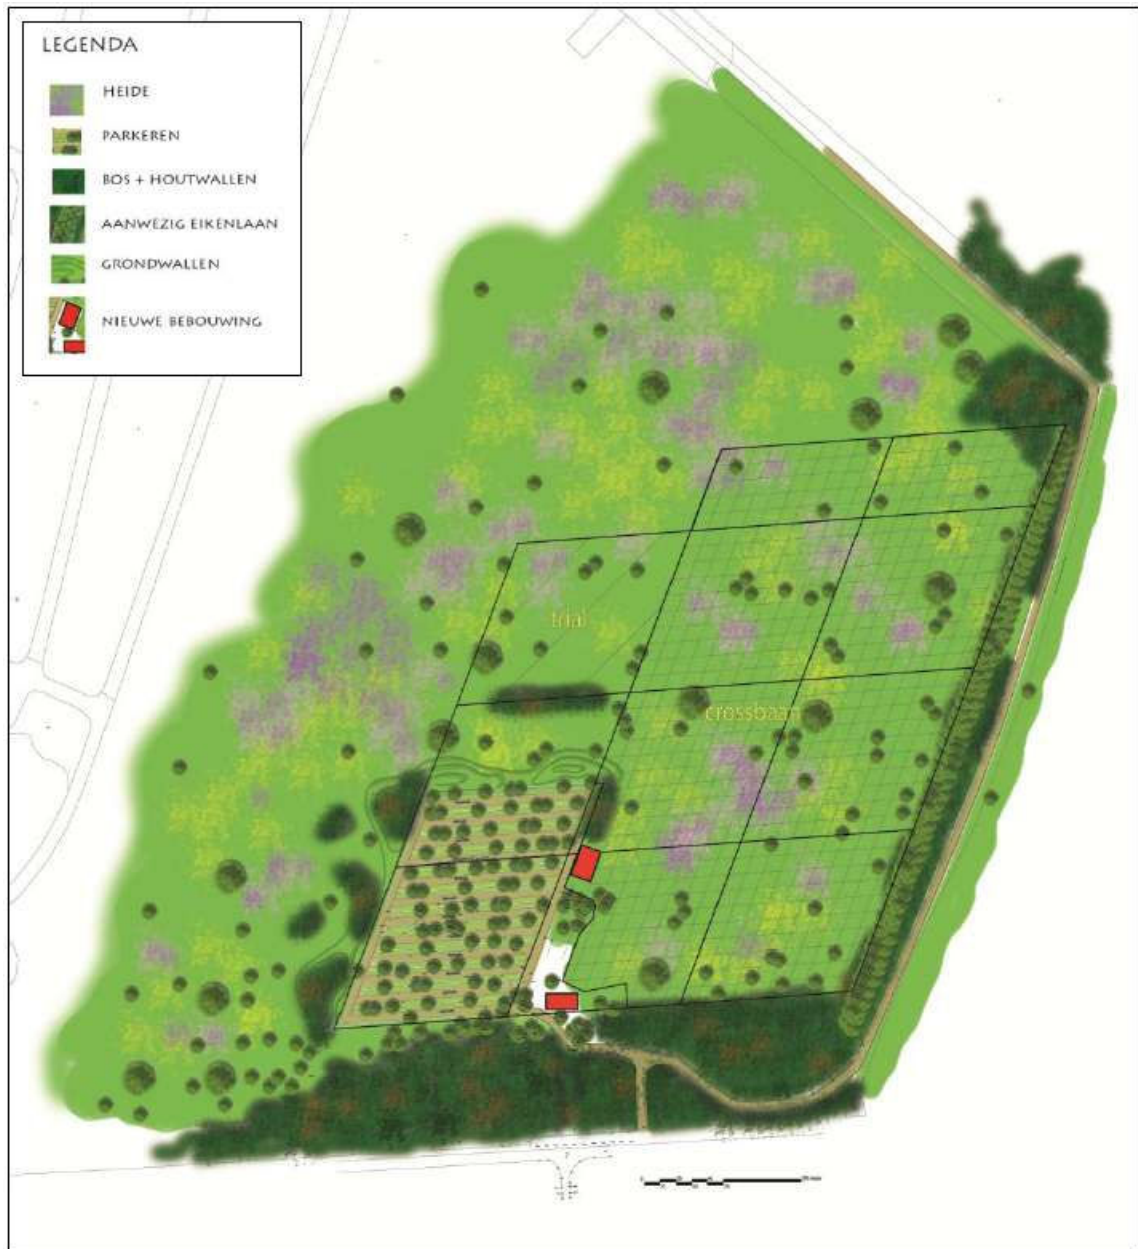 LEGENDA
HEIDE
PARKEREN
BOS + HOUTWALLEN
AANWEZIG EIKENLAAN
GRONDWALLEN
NIEUWE BEBOUWING
trial
crossbaan